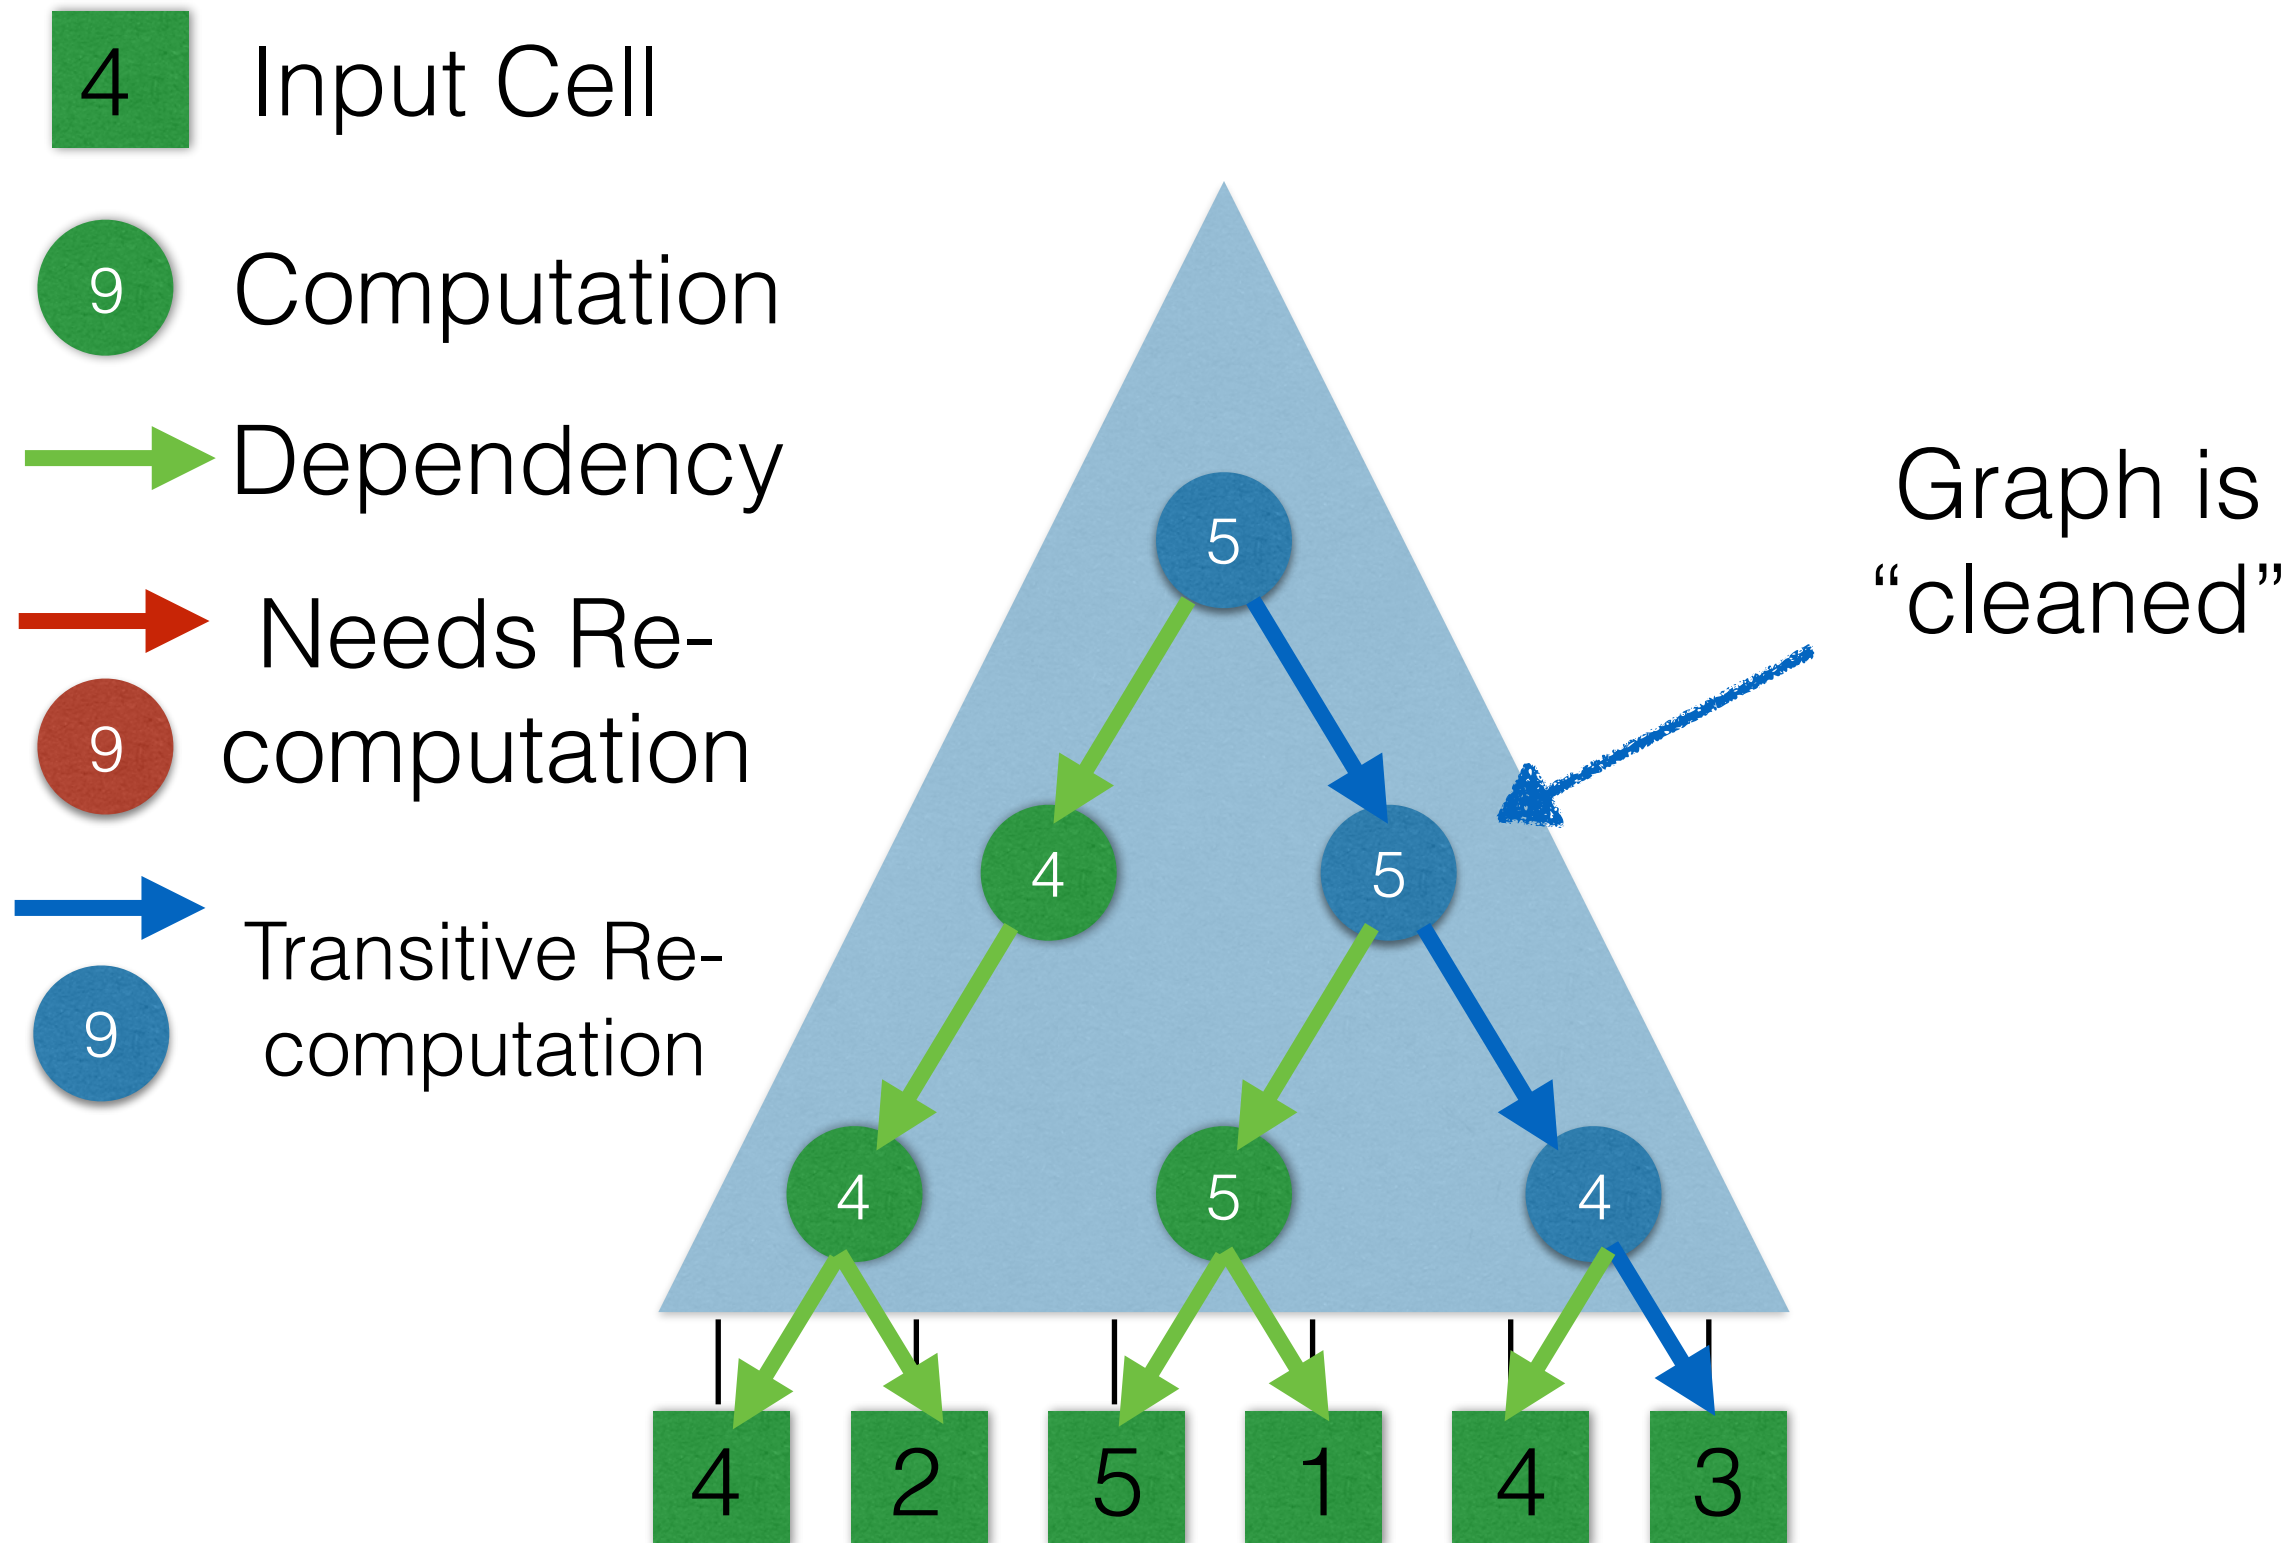 4 Input Cell
9 Computation
Dependency
Needs Re-
9 computation
Transitive Re-
9 computation
Graph is
“cleaned”
5
4 5
4 5 4
4 2 5 1 4 3